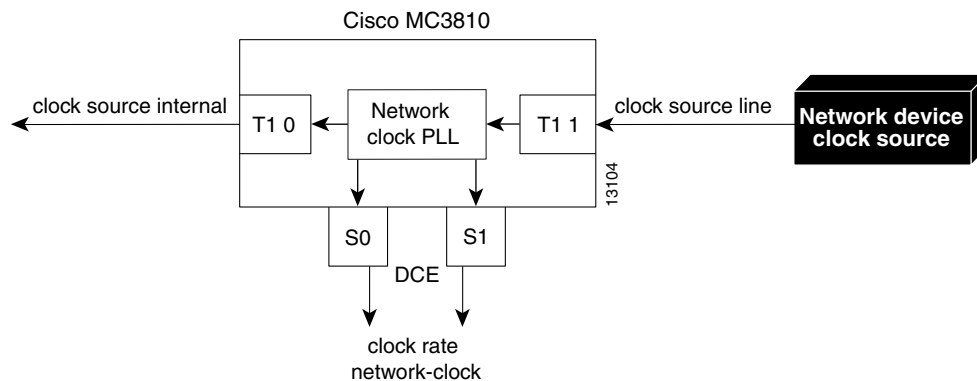 Cisco MC3810
clock source internal
T1 0
Network
clock PLL
T1 1
clock source line
Network device
clock source
13104
S0
S1
DCE
clock rate
network-clock